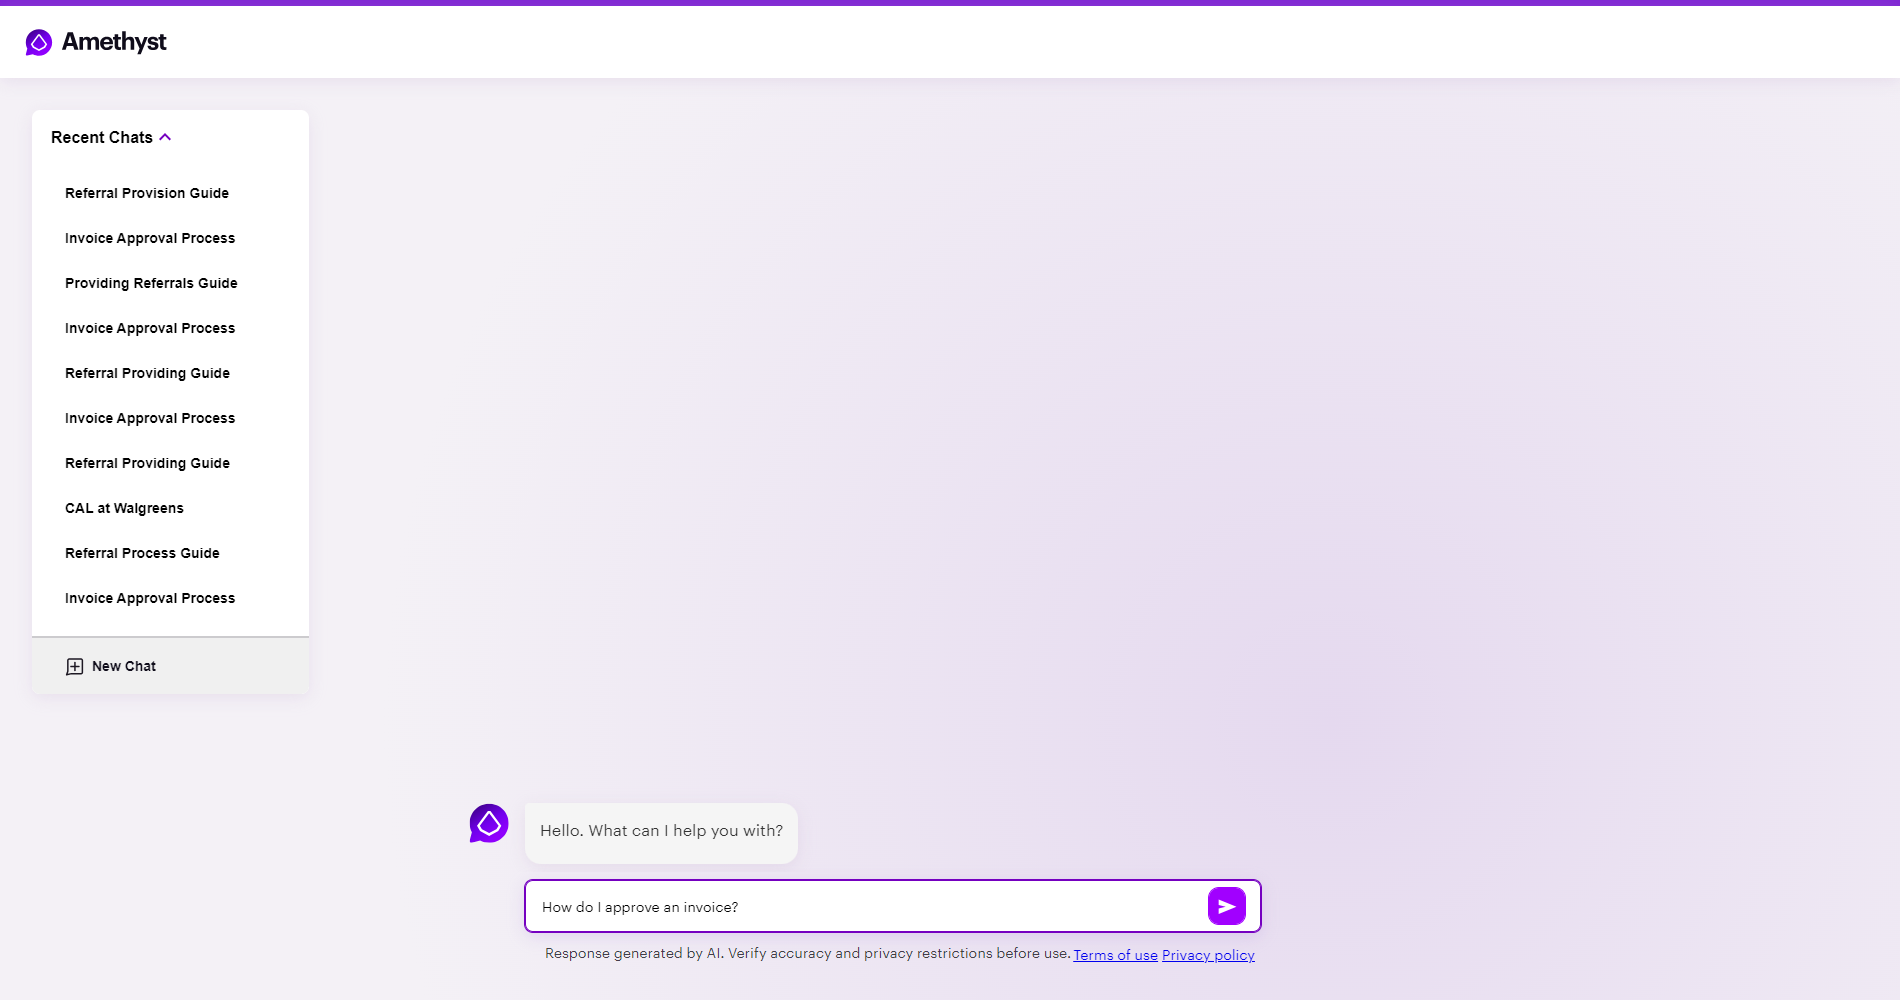 Amethyst
Recent Chats
Referral Provision Guide
Invoice Approval Process
Providing Referrals Guide
Invoice Approval Process
Referral Providing Guide
Invoice Approval Process
Referral Providing Guide
CAL at Walgreens
Referral Process Guide
Invoice Approval Process
New Chat
Hello. What can I help you with?
How do I approve an invoice?
Response generated by AI. Verify accuracy and privacy restrictions before use. Terms of use Privacy policy